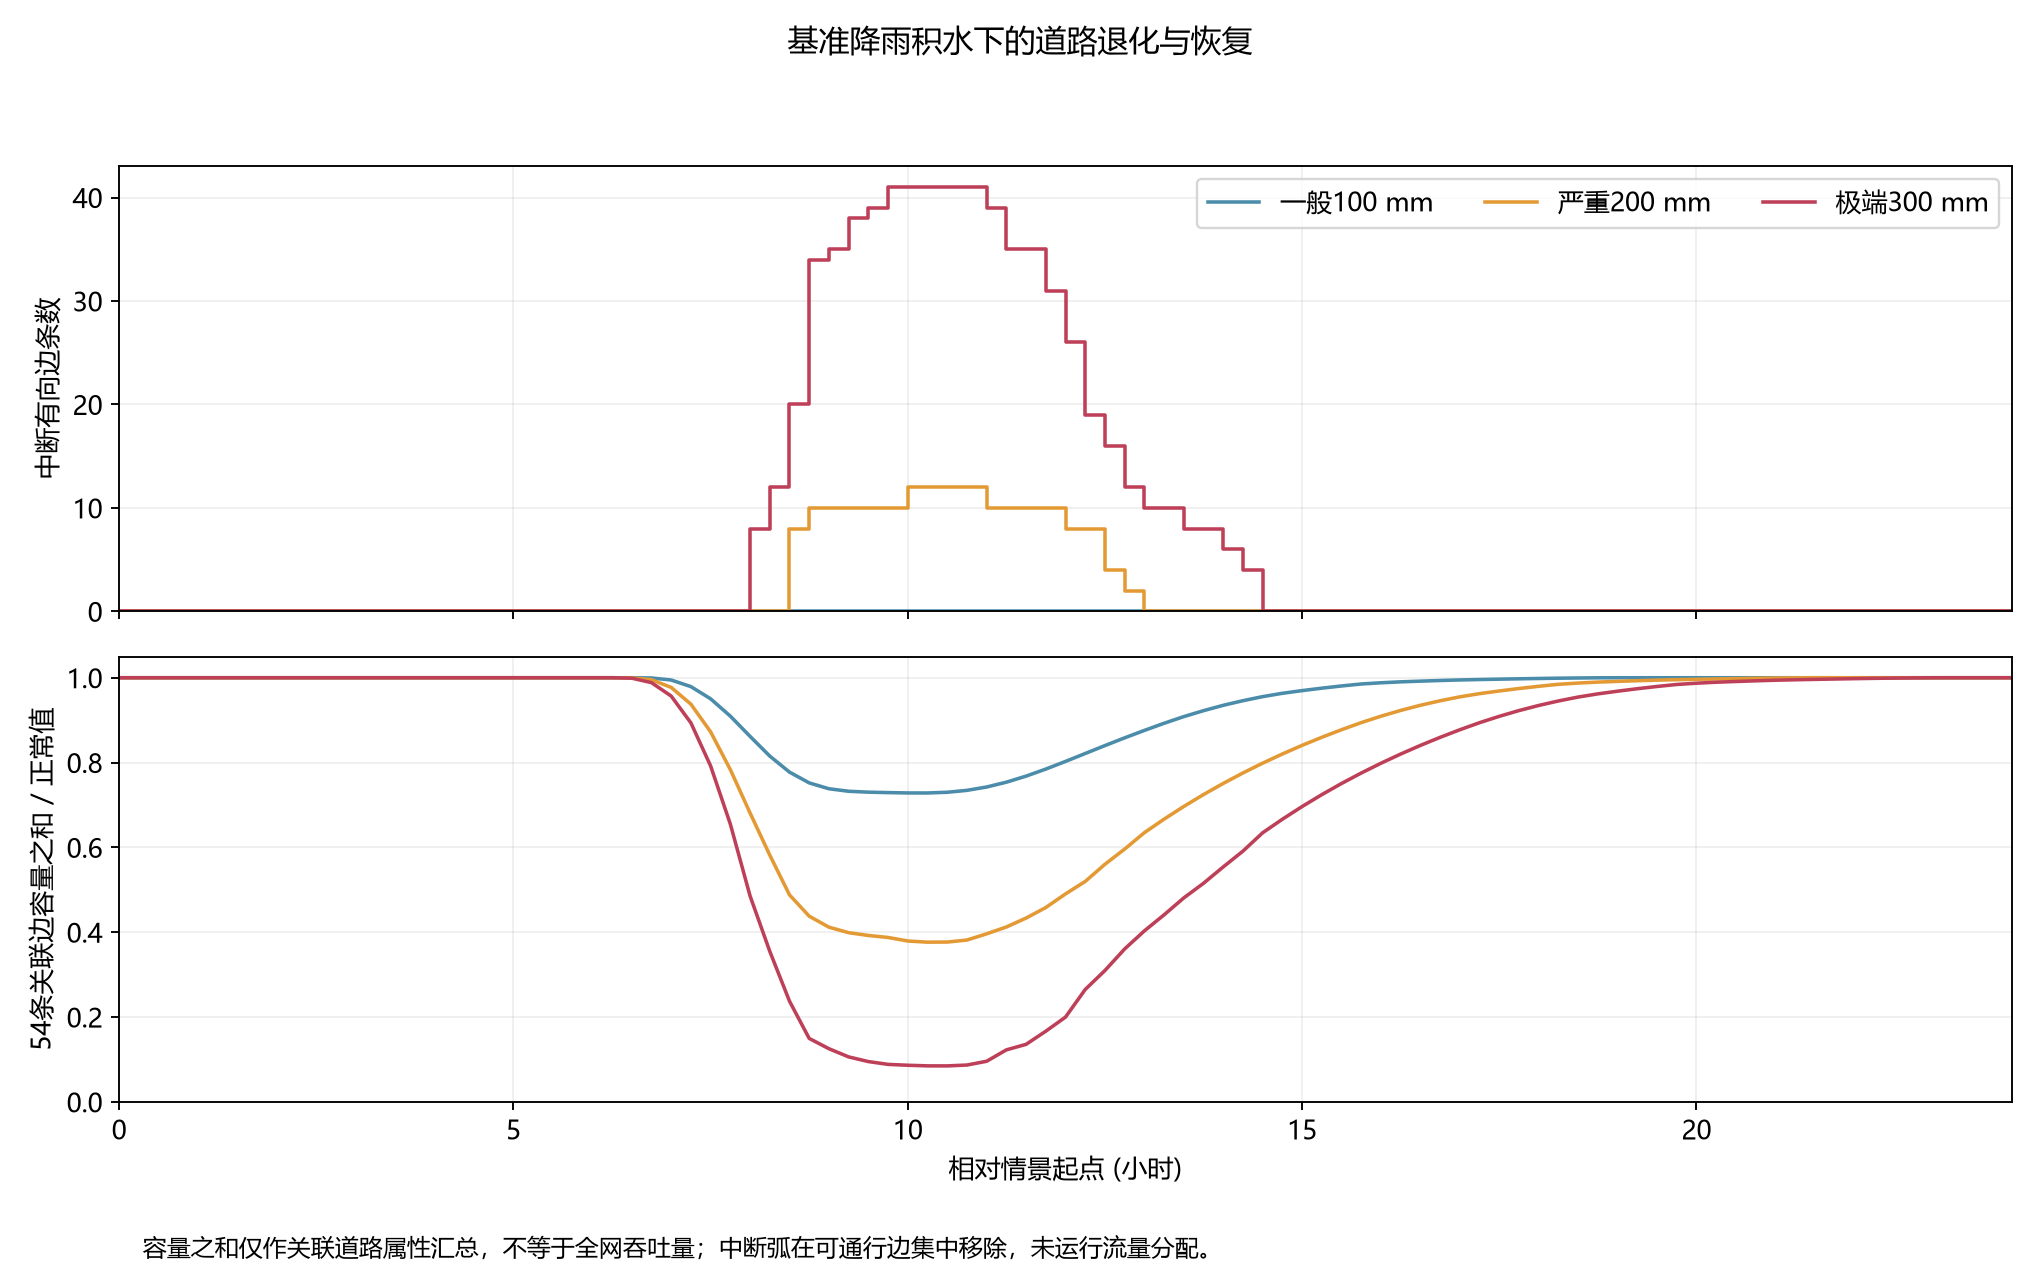 基准降雨积水下的道路退化与恢复
一般100 mm
严重200 mm
极端300 mm
中断有向边条数
40
30
20
10
0
54条关联边容量之和 / 正常值
1.0
0.8
0.6
0.4
0.2
0.0
0
5
10
15
20
相对情景起点 (小时)
容量之和仅作关联道路属性汇总，不等于全网吞吐量；中断弧在可通行边集中移除，未运行流量分配。